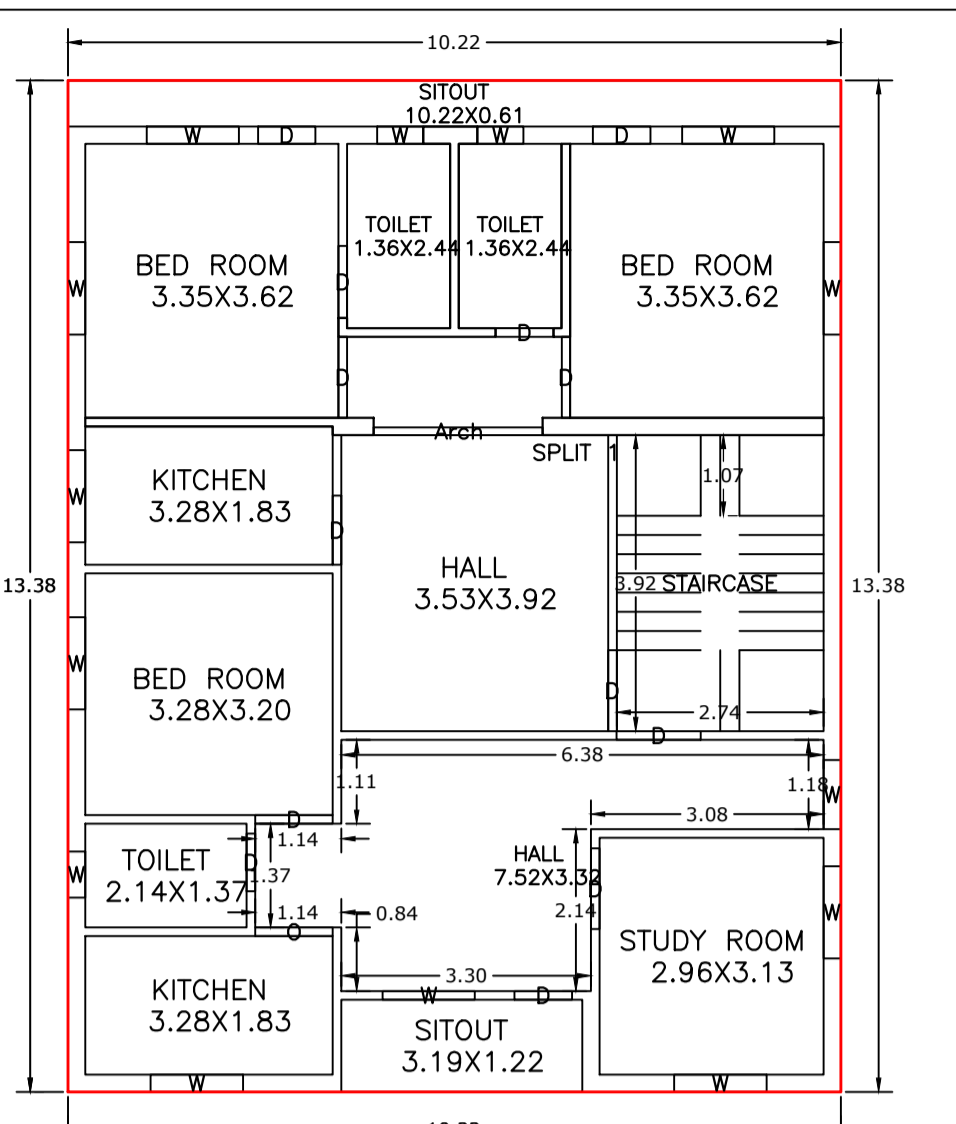 10.22
SITOUT
10.22X0.61
W
D
W
W
D
W
TOILET
1.36X2.44
TOILET
1.36X2.44
BED ROOM
3.35X3.62
BED ROOM
3.35X3.62
W
D
W
D
D
D
Arch
SPLIT 1
KITCHEN
3.28X1.83
W
D
1.07
HALL
3.53X3.92
13.38
3.92
STAIRCASE
13.38
W
BED ROOM
3.28X3.20
D
2.74
D
6.38
1.11
1.18
W
3.08
D
1.14
TOILET
2.14X1.37
W
D
1.37
HALL
7.52X3.32
D
1.14
0.84
2.14
W
O
STUDY ROOM
2.96X3.13
3.30
KITCHEN
3.28X1.83
W
D
SITOUT
3.19X1.22
W
W